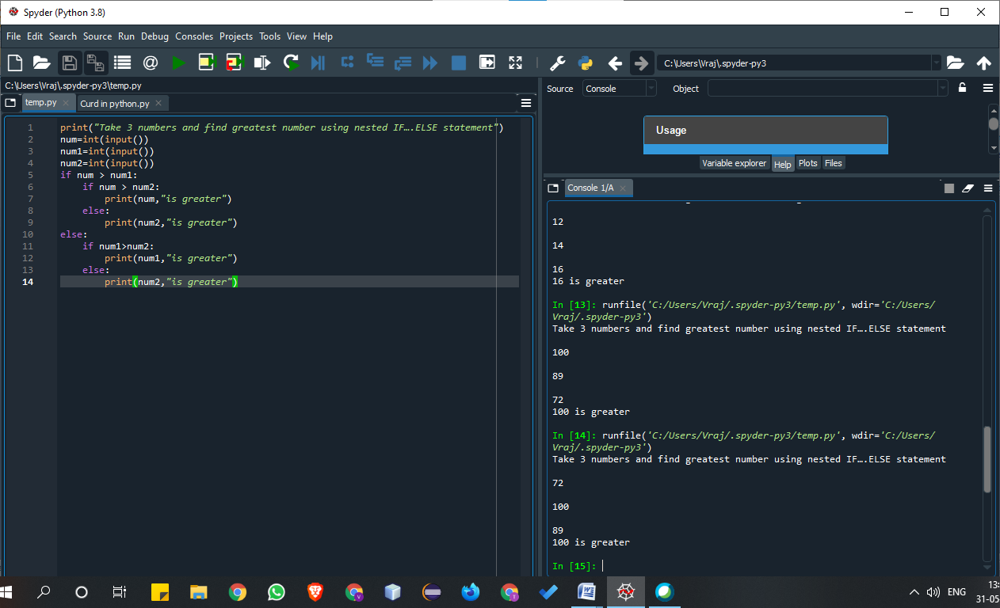 Spyder (Python 3.8)
File Edit Search Source Run Debug Consoles Projects Tools View Help
C:\Users\Vraj\.spyder-py3
C:\Users\Vraj\.spyder-py3\temp.py
temp.py
Curd in python.py
1 print("Take 3 numbers and find greatest number using nested IF….ELSE statement")
2 num=int(input())
3 num1=int(input())
4 num2=int(input())
5 if num > num1:
6     if num > num2:
7         print(num,"is greater")
8     else:
9         print(num2,"is greater")
10 else:
11     if num1>num2:
12         print(num1,"is greater")
13     else:
14         print(num2,"is greater")
Source Console Object
Usage
Variable explorer Help Plots Files
Console 1/A
12
14
16
16 is greater
In [13]: runfile('C:/Users/Vraj/.spyder-py3/temp.py', wdir='C:/Users/
Vraj/.spyder-py3')
Take 3 numbers and find greatest number using nested IF….ELSE statement
100
89
72
100 is greater
In [14]: runfile('C:/Users/Vraj/.spyder-py3/temp.py', wdir='C:/Users/
Vraj/.spyder-py3')
Take 3 numbers and find greatest number using nested IF….ELSE statement
72
100
89
100 is greater
In [15]:
ENG
13:
31-05